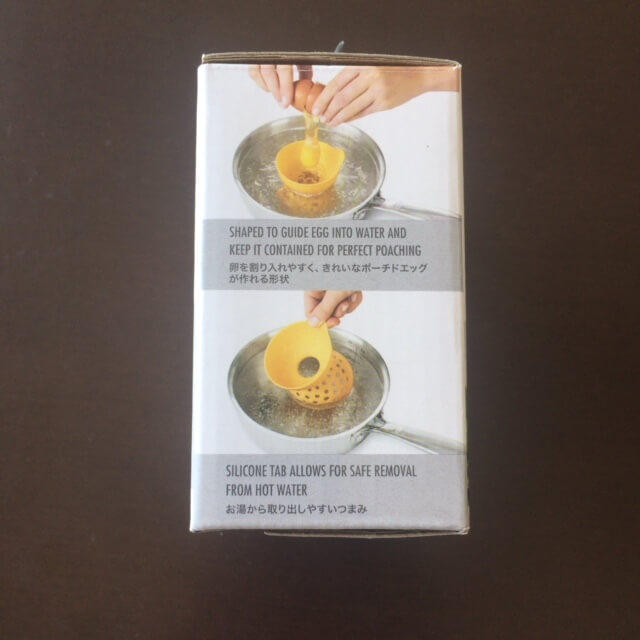 SHAPED TO GUIDE EGG INTO WATER AND
KEEP IT CONTAINED FOR PERFECT POACHING
卵を割り入れやすく、きれいなポーチドエッグ
が作れる形状
SILICONE TAB ALLOWS FOR SAFE REMOVAL
FROM HOT WATER
お湯から取り出しやすいつまみ